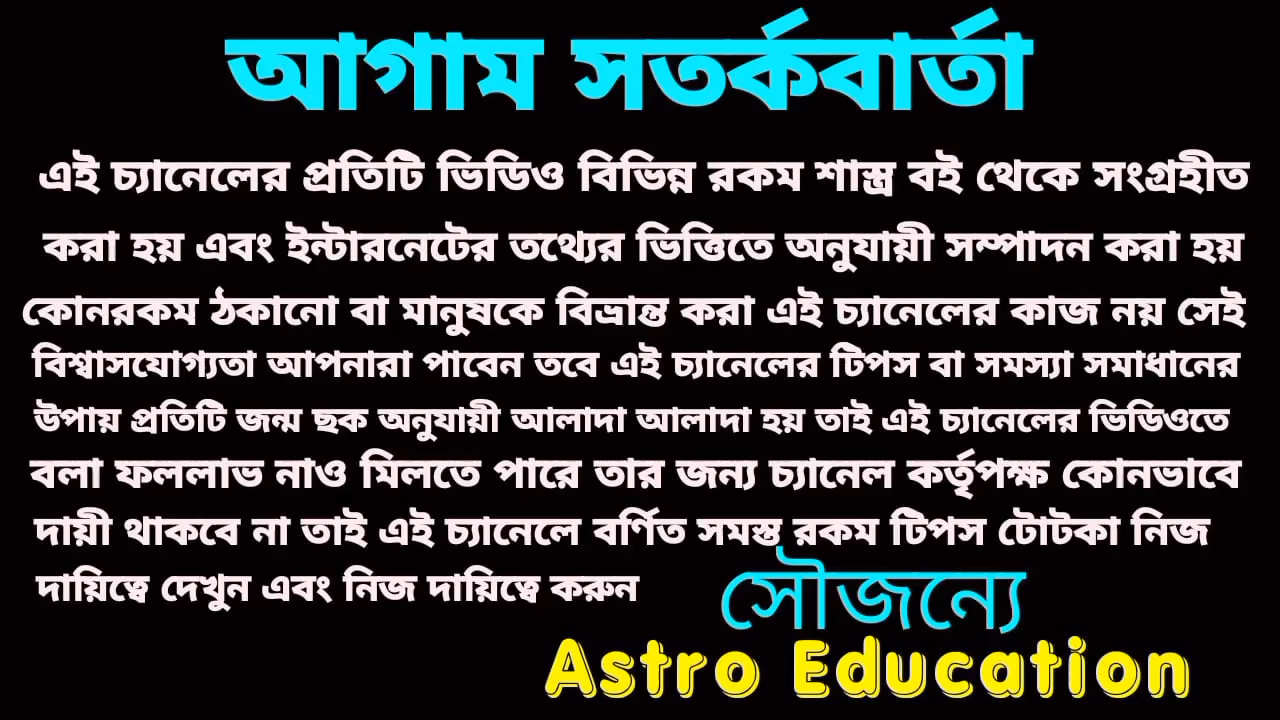 আগাম সতর্কবার্তা
এই চ্যানেলের প্রতিটি ভিডিও বিভিন্ন রকম শাস্ত্র বই থেকে সংগ্রহীত
করা হয় এবং ইন্টারনেটের তথ্যের ভিত্তিতে অনুযায়ী সম্পাদন করা হয়
কোনরকম ঠকানো বা মানুষকে বিভ্রান্ত করা এই চ্যানেলের কাজ নয় সেই
বিশ্বাসযোগ্যতা আপনারা পাবেন তবে এই চ্যানেলের টিপস বা সমস্যা সমাধানের
উপায় প্রতিটি জন্ম ছক অনুযায়ী আলাদা আলাদা হয় তাই এই চ্যানেলের ভিডিওতে
বলা ফললাভ নাও মিলতে পারে তার জন্য চ্যানেল কর্তৃপক্ষ কোনভাবে
দায়ী থাকবে না তাই এই চ্যানেলে বর্ণিত সমস্ত রকম টিপস টোটকা নিজ
দায়িত্বে দেখুন এবং নিজ দায়িত্বে করুন
সৌজন্যে
Astro Education